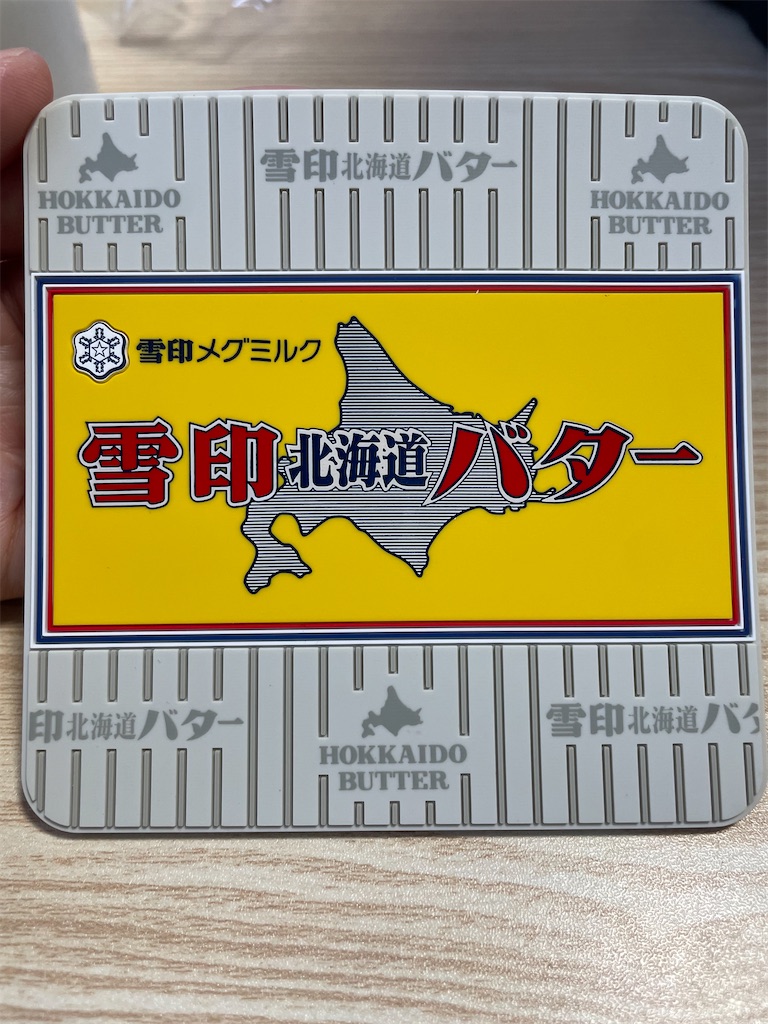 雪印北海道バター
HOKKAIDO
BUTTER
HOKKAIDO
BUTTER
雪印メグミルク
雪印北海道バター
印北海道バター
HOKKAIDO
BUTTER
雪印北海道バタ